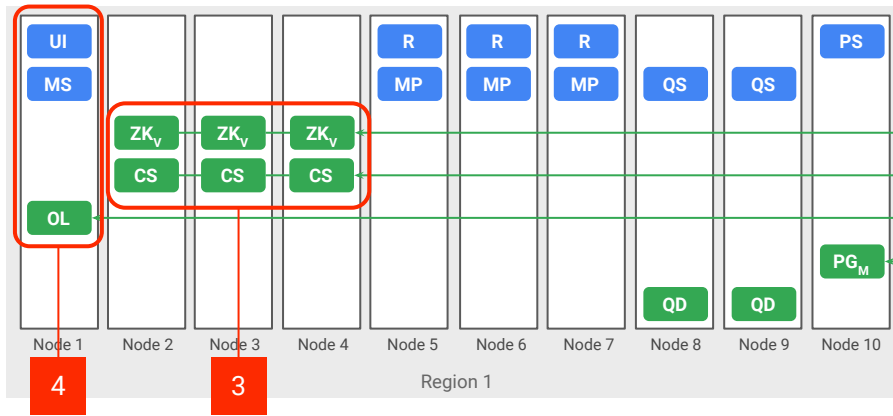 UI R R R PS
MS MP MP MP QS QS
ZKV ZKV ZKV
CS CS CS
OL
PGM
QD QD
Node 1 Node 2 Node 3 Node 4 Node 5 Node 6 Node 7 Node 8 Node 9 Node 10
4 3
Region 1